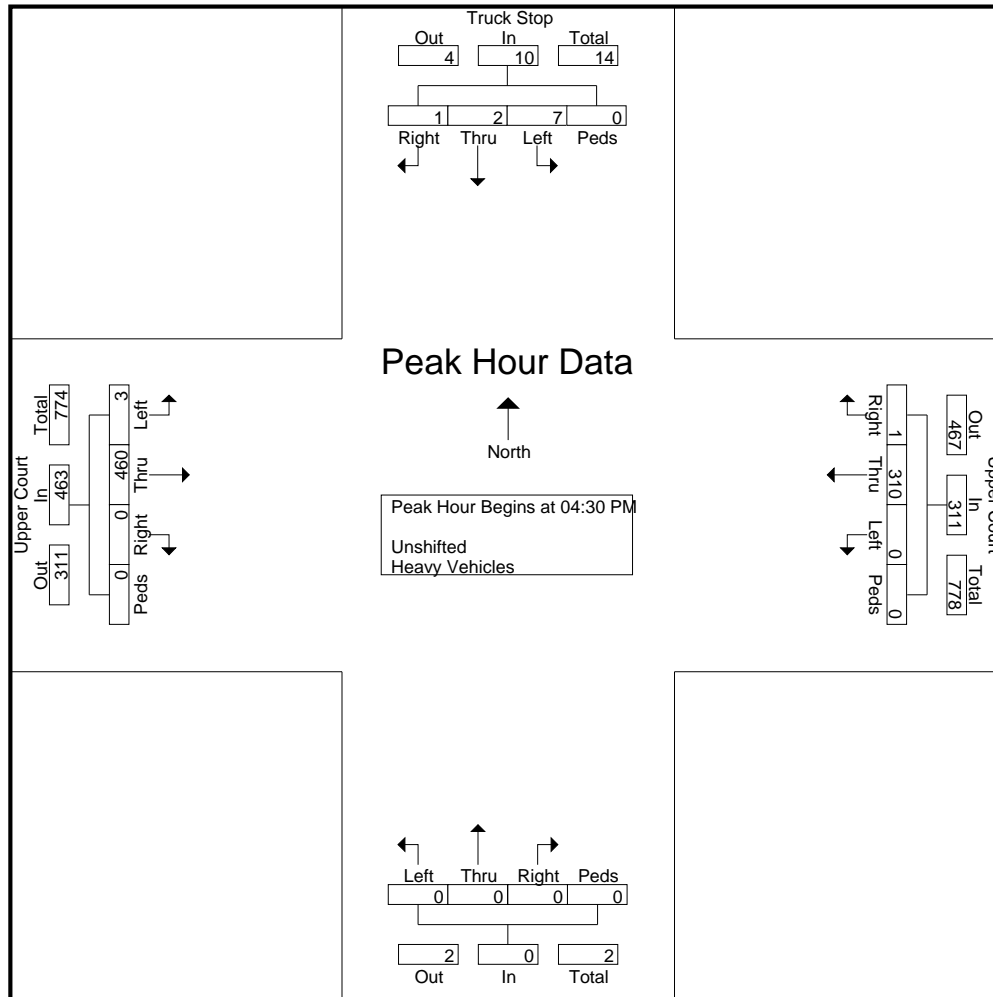 Truck Stop
Out In Total
4 10 14
1 2 7 0
Right Thru Left Peds
Peak Hour Data
North
Peak Hour Begins at 04:30 PM
Unshifted
Heavy Vehicles
Upper Court
Out In Total
311 463 774
3 460 0 0
Left Thru Right Peds
Upper Court
Out In Total
467 311 778
1 310 0 0
Right Thru Left Peds
Left Thru Right Peds
0 0 0 0
2 0 2
Out In Total